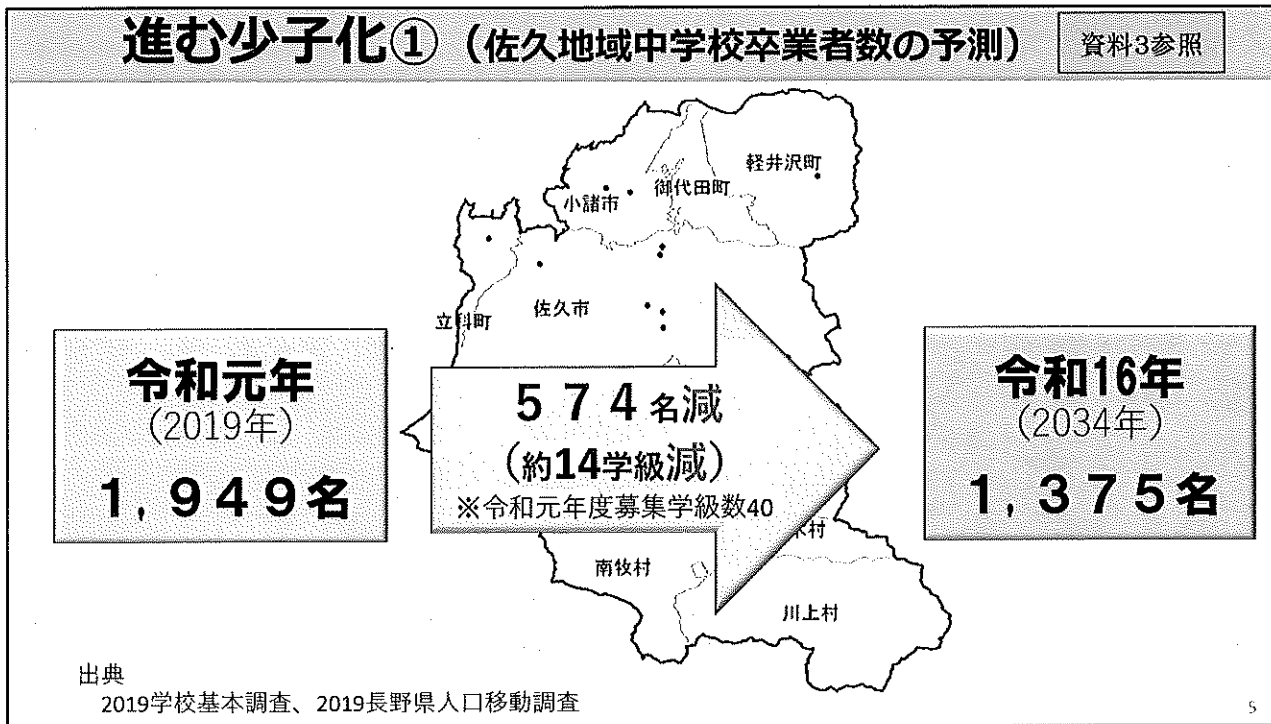 進む少子化① (佐久地域中学校卒業者数の予測)
資料3参照
軽井沢町
御代田町
小諸市
佐久市
立科町
令和元年
(2019年)
1,949名
574名減
(約14学級減)
※令和元年度募集学級数40
令和16年
(2034年)
1,375名
村
南牧村
川上村
出典
2019学校基本調査、2019長野県人口移動調査
5